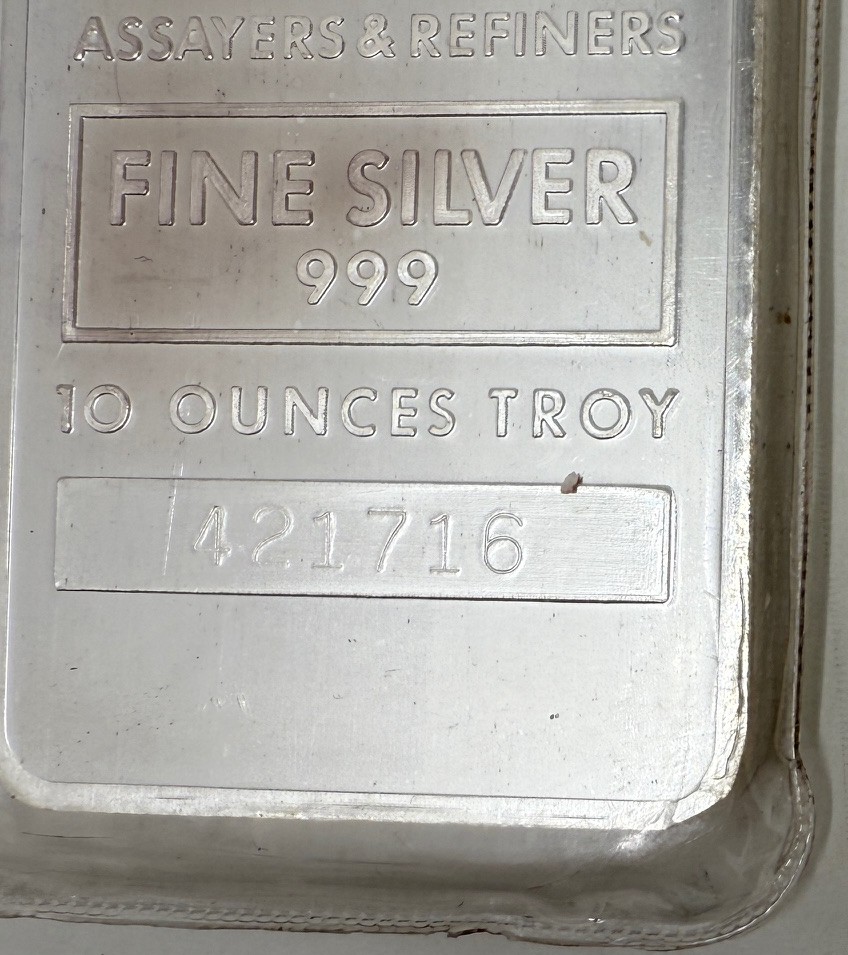 ASSAYERS & REFINERS
FINE SILVER
999
10 OUNCES TROY
421716